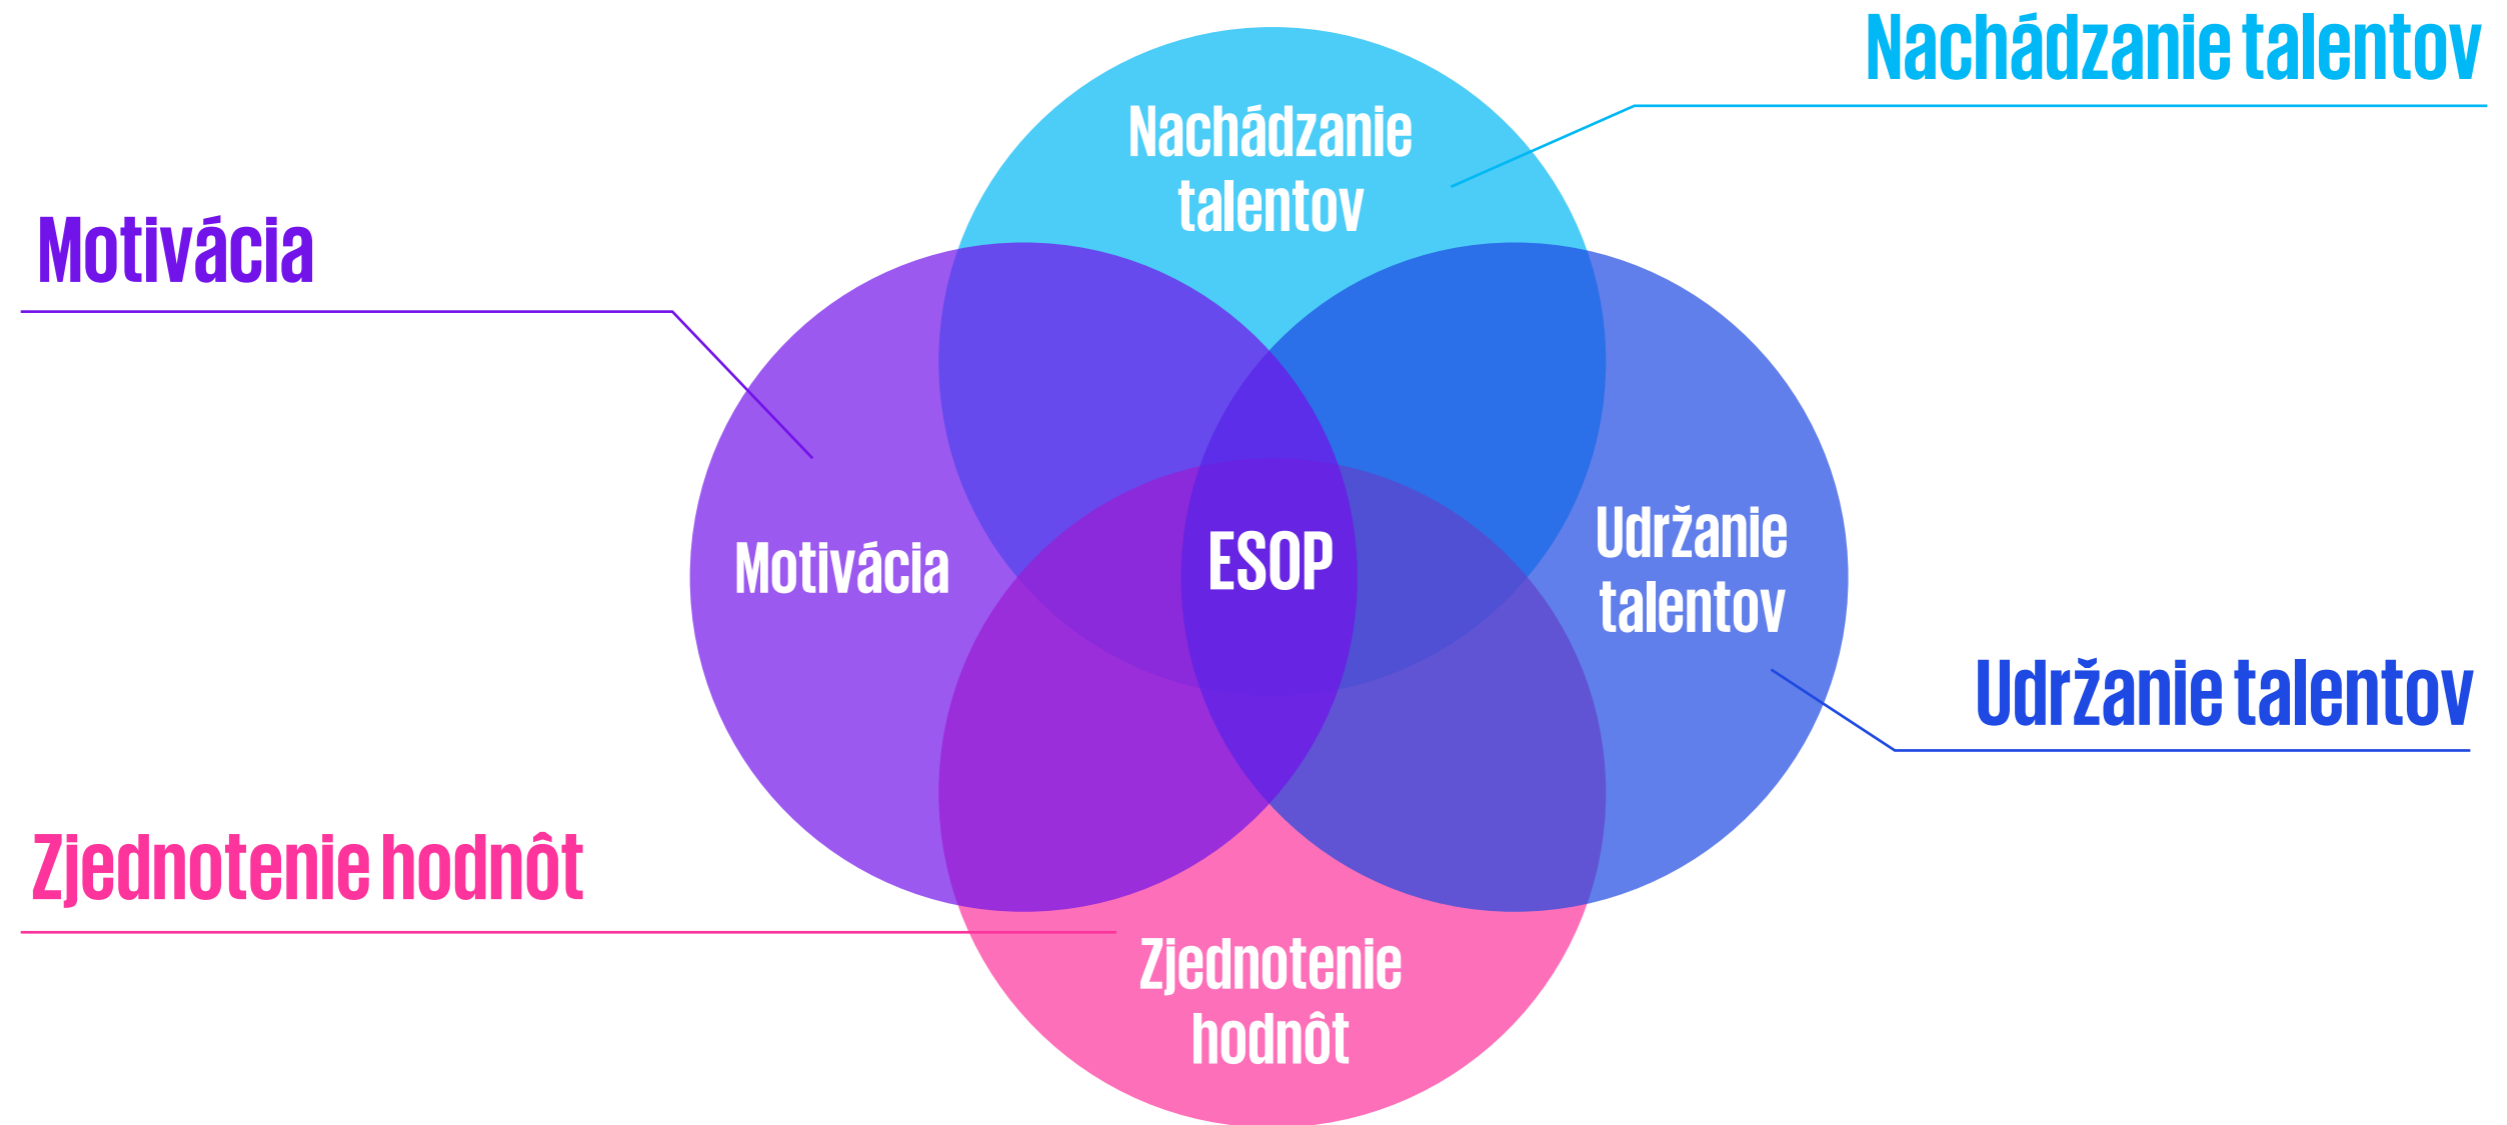 Nachádzanie talentov
Nachádzanie
talentov
Motivácia
Udržanie
talentov
ESOP
Motivácia
Udržanie talentov
Zjednotenie hodnôt
Zjednotenie
hodnôt